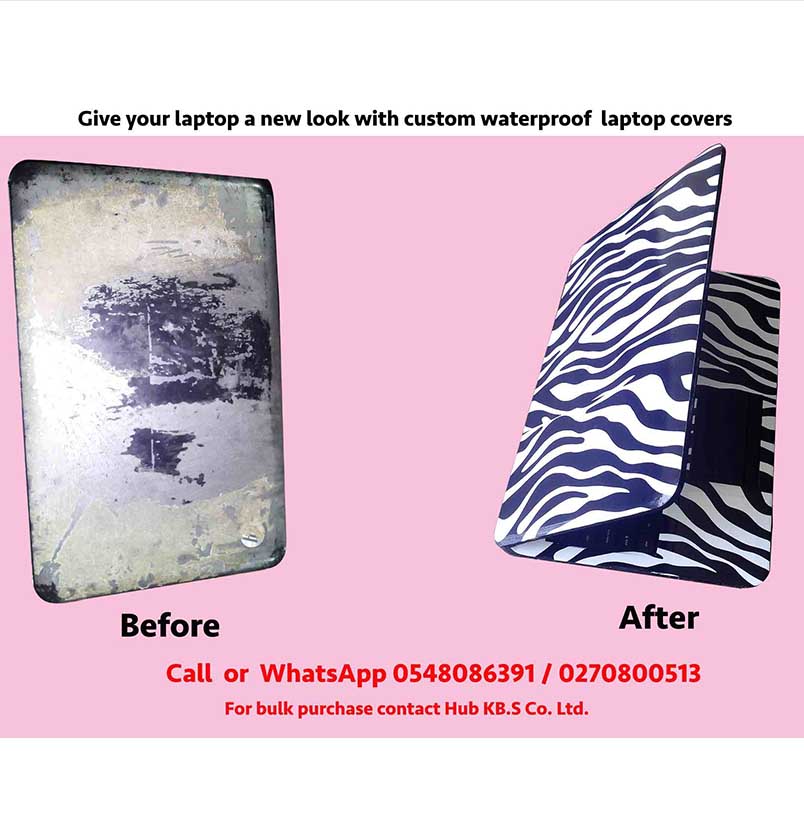 Give your laptop a new look with custom waterproof  laptop covers
Before
After
Call  or  WhatsApp 0548086391 / 0270800513
For bulk purchase contact Hub KB.S Co. Ltd.